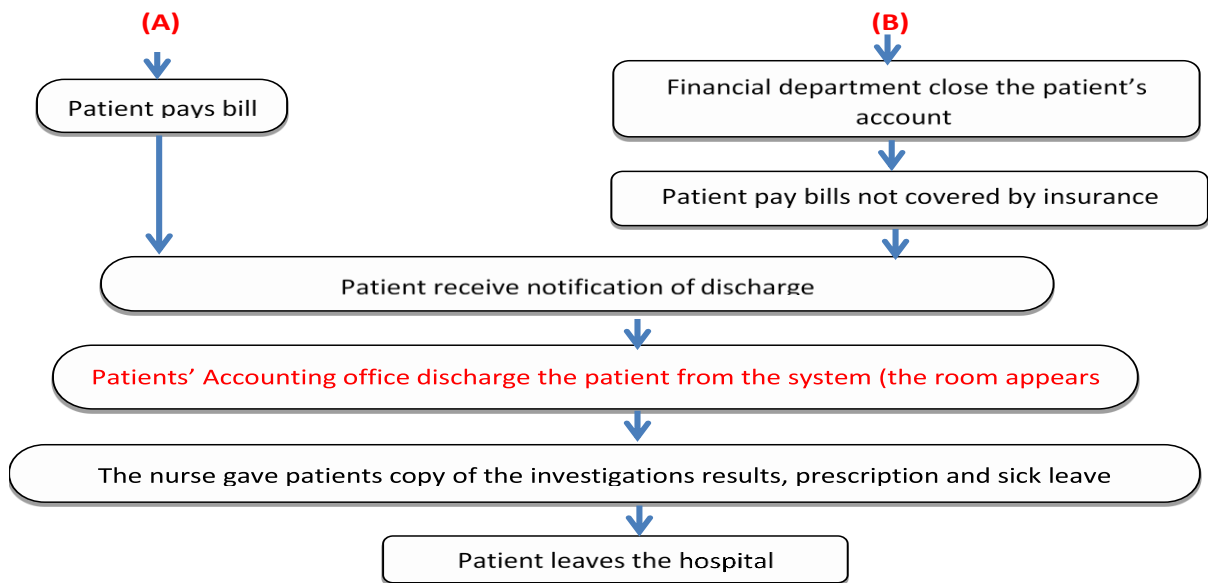 (A)
(B)
Patient pays bill
Financial department close the patient’s
account
Patient pay bills not covered by insurance
Patient receive notification of discharge
Patients’ Accounting office discharge the patient from the system (the room appears
The nurse gave patients copy of the investigations results, prescription and sick leave
Patient leaves the hospital